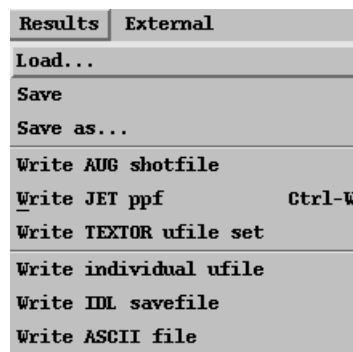 Results External
Load...
Save
Save as...
Write AUG shotfile
Write JET ppf Ctrl-W
Write TEXTOR ufile set
Write individual ufile
Write IDL savefile
Write ASCII file